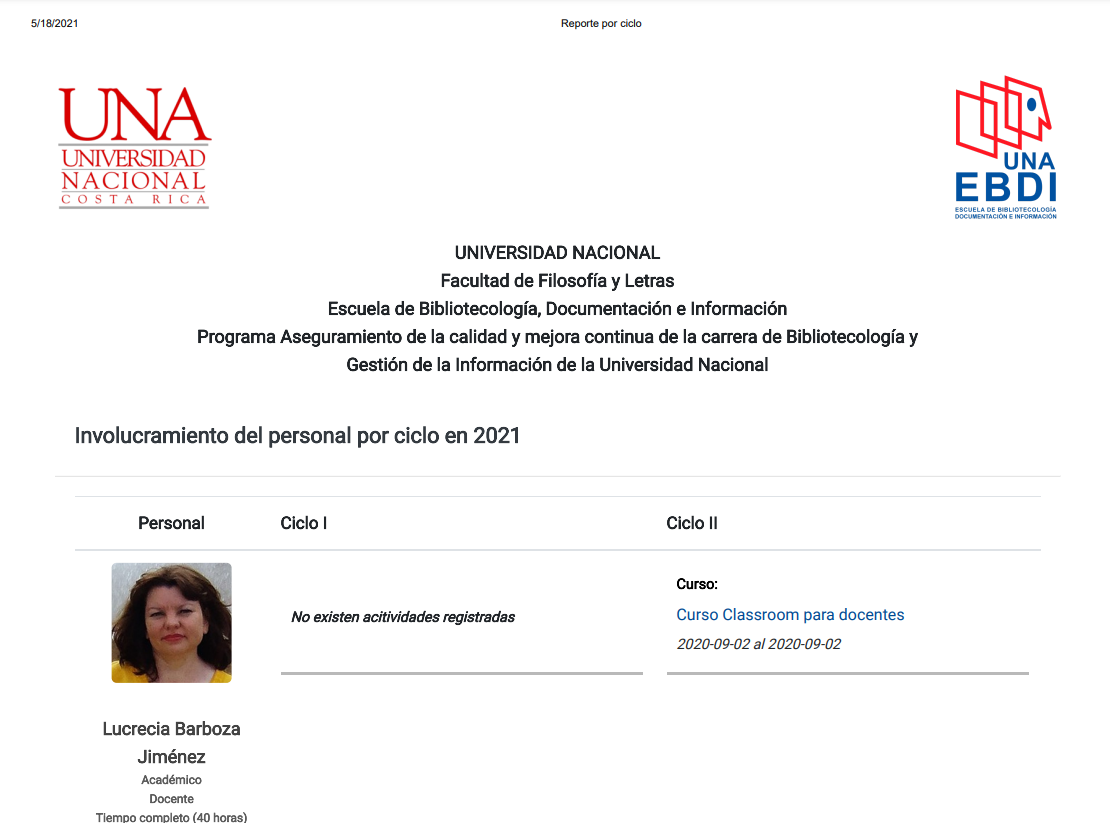 5/18/2021
Reporte por ciclo
UNA
UNIVERSIDAD
NACIONAL
COSTA RICA
UNA
EBDI
ESCUELA DE BIBLIOTECOLOGÍA
DOCUMENTACIÓN E INFORMACIÓN
UNIVERSIDAD NACIONAL
Facultad de Filosofía y Letras
Escuela de Bibliotecología, Documentación e Información
Programa Aseguramiento de la calidad y mejora continua de la carrera de Bibliotecología y
Gestión de la Información de la Universidad Nacional
Involucramiento del personal por ciclo en 2021
Personal
Ciclo I
Ciclo II
No existen acitividades registradas
Curso:
Curso Classroom para docentes
2020-09-02 al 2020-09-02
Lucrecia Barboza
Jiménez
Académico
Docente
Tiempo completo (40 horas)